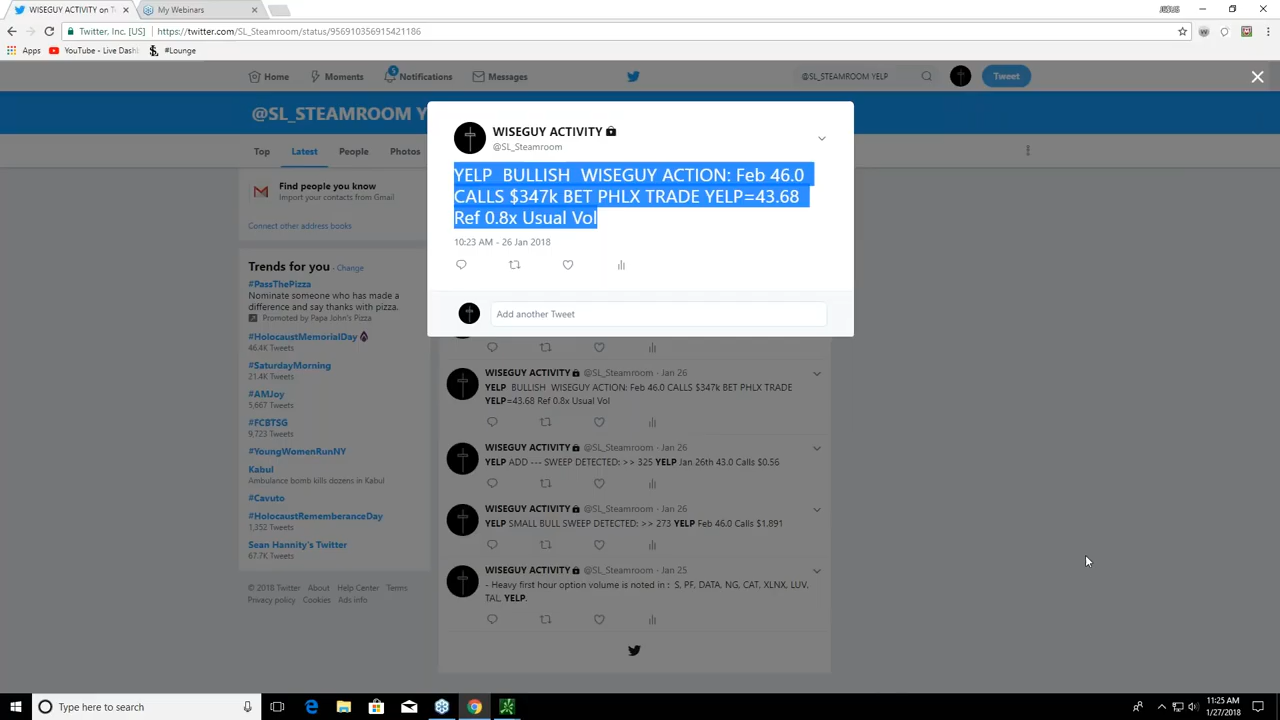 WISEGUY ACTIVITY on T
My Webinars
JESUS
Twitter, Inc. [US]
https://twitter.com/SL_Steamroom/status/956910356915421186
Apps
YouTube - Live Dash
#Lounge
Home
Moments
5
Notifications
Messages
@SL_STEAMROOM YELP
Tweet
@SL_STEAMROOM Y
Top
Latest
People
Photos
WISEGUY ACTIVITY
@SL_Steamroom
YELP BULLISH WISEGUY ACTION: Feb 46.0
CALLS $347k BET PHLX TRADE YELP=43.68
Ref 0.8x Usual Vol
10:23 AM - 26 Jan 2018
Add another Tweet
Find people you know
Import your contacts from Gmail
Connect other address books
Trends for you · Change
#PassThePizza
Nominate someone who has made a
difference and say thanks with pizza.
Promoted by Papa John's Pizza
#HolocaustMemorialDay
46.4K Tweets
#SaturdayMorning
21.4K Tweets
#AMJoy
5,667 Tweets
#FCBTSG
9,723 Tweets
#YoungWomenRunNY
Kabul
Ambulance bomb kills dozens in Kabul
#Cavuto
#HolocaustRememberanceDay
1,352 Tweets
Sean Hannity's Twitter
67.7K Tweets
© 2018 Twitter About Help Center Terms
Privacy policy Cookies Ads info
WISEGUY ACTIVITY @SL_Steamroom · Jan 26
YELP BULLISH WISEGUY ACTION: Feb 46.0 CALLS $347k BET PHLX TRADE
YELP=43.68 Ref 0.8x Usual Vol
WISEGUY ACTIVITY @SL_Steamroom · Jan 26
YELP ADD --- SWEEP DETECTED: >> 325 YELP Jan 26th 43.0 Calls $0.56
WISEGUY ACTIVITY @SL_Steamroom · Jan 26
YELP SMALL BULL SWEEP DETECTED: >> 273 YELP Feb 46.0 Calls $1.891
WISEGUY ACTIVITY @SL_Steamroom · Jan 25
- Heavy first hour option volume is noted in : S, PF, DATA, NG, CAT, XLNX, LUV,
TAL, YELP.
Type here to search
11:25 AM
1/27/2018